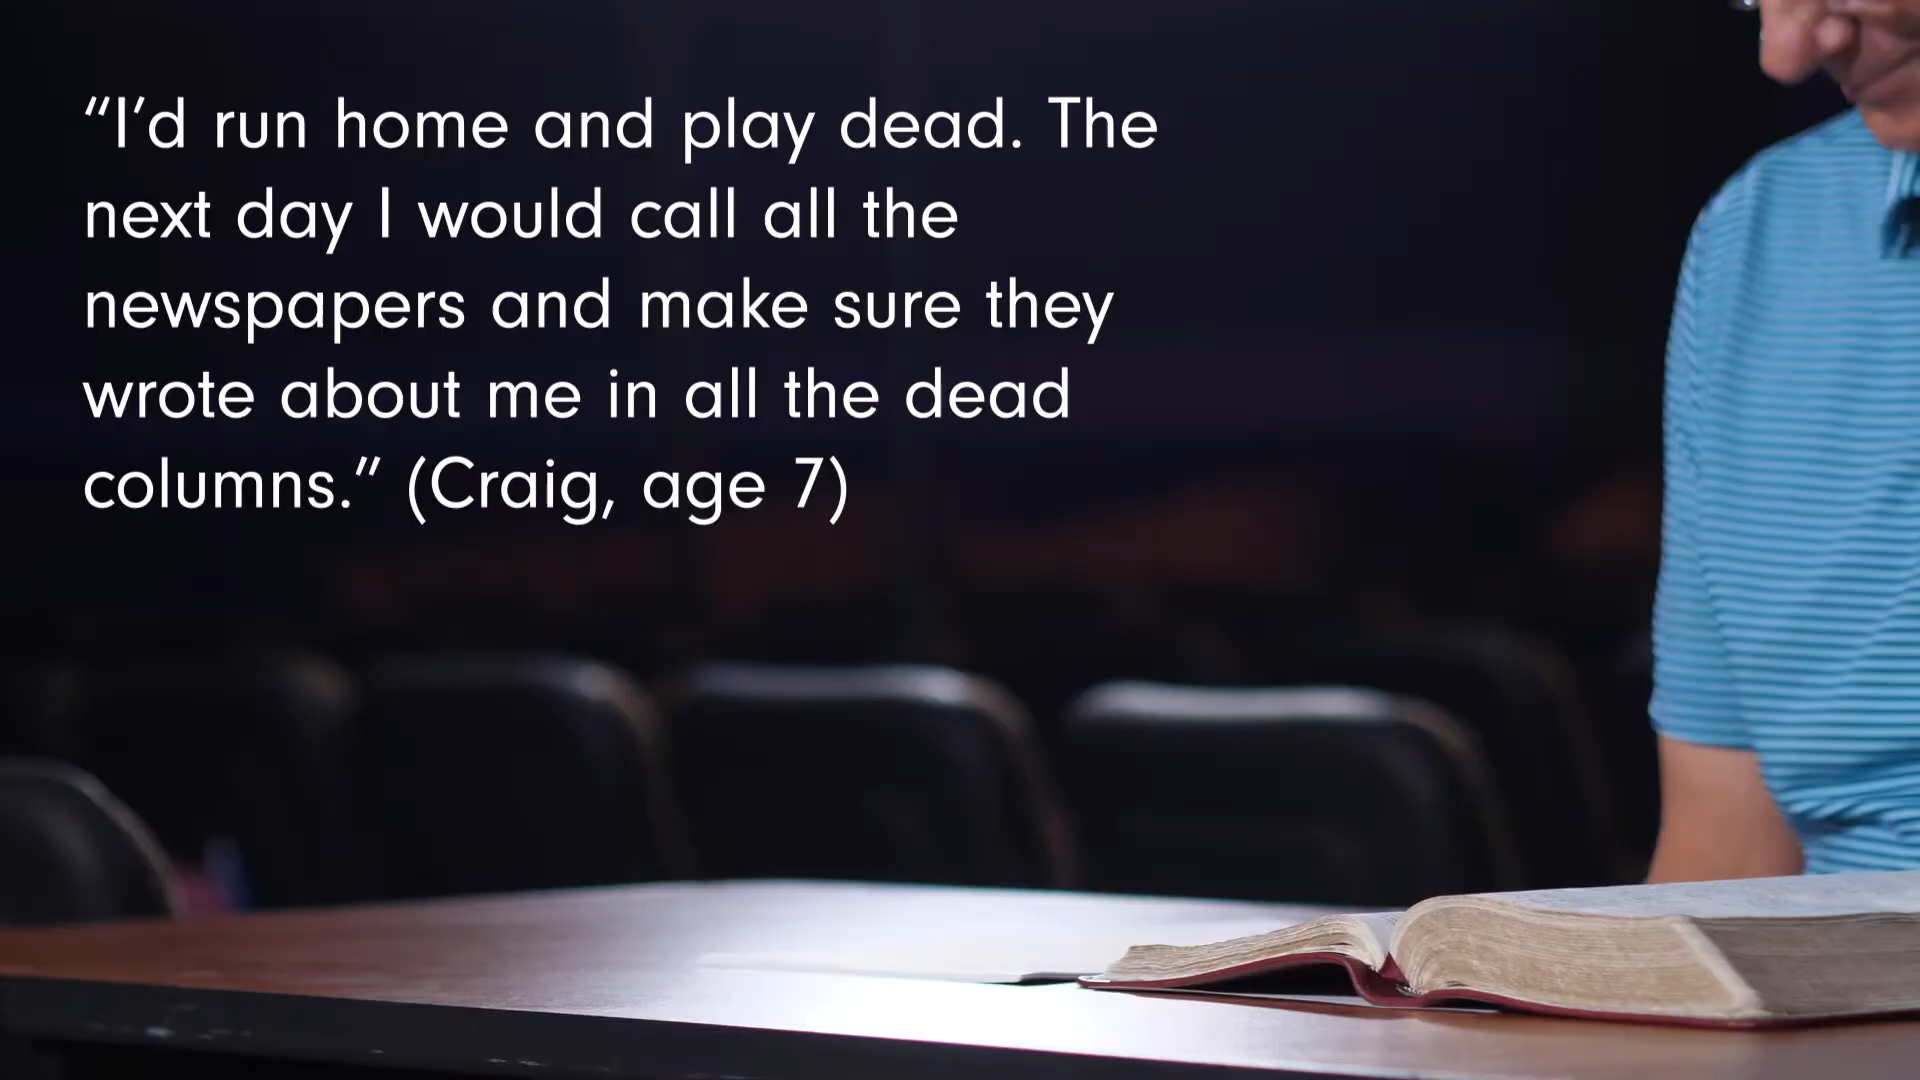 “I’d run home and play dead. The
next day I would call all the
newspapers and make sure they
wrote about me in all the dead
columns.” (Craig, age 7)